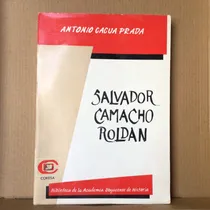 ANTONIO CACUA PRADA
SALVADOR
CAMACHO
ROLDAN
Biblioteca de la Academia Boyacense de Historia